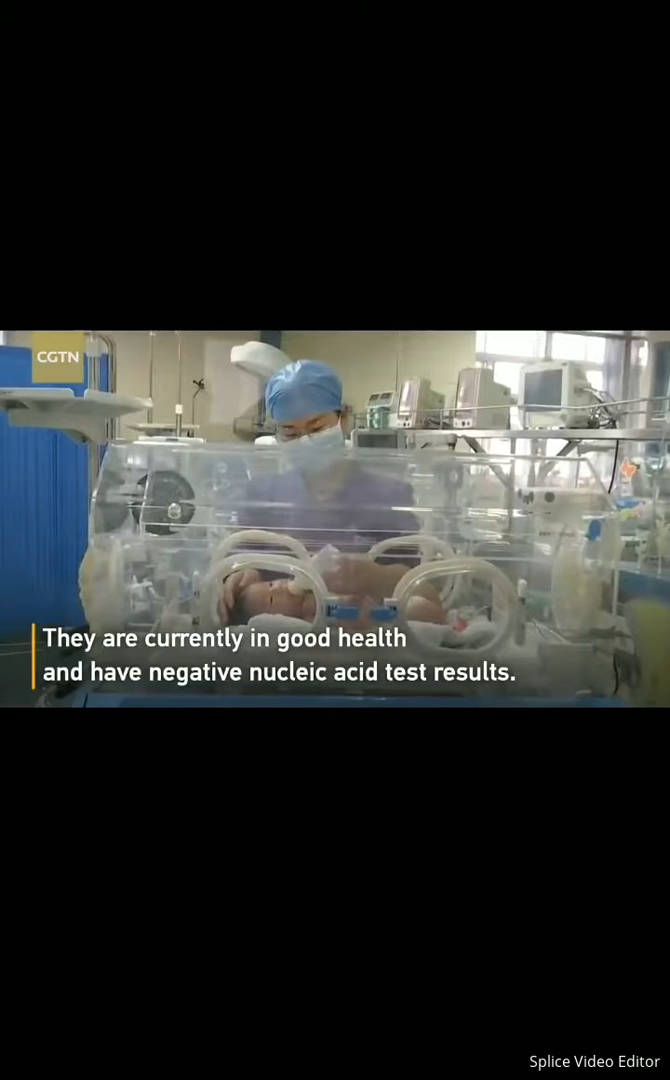 CGTN
They are currently in good health
and have negative nucleic acid test results.
Splice Video Editor